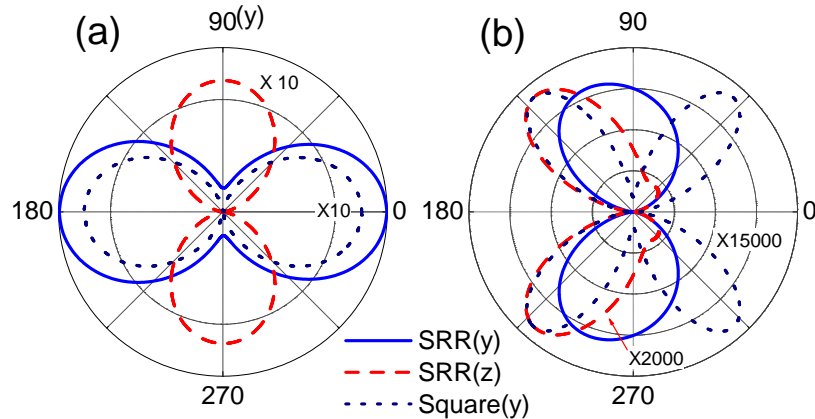 (a)
90(y)
(b)
90
X 10
180
X10
0
180
0
X15000
SRR(y)
SRR(z)
Square(y)
X2000
270
270